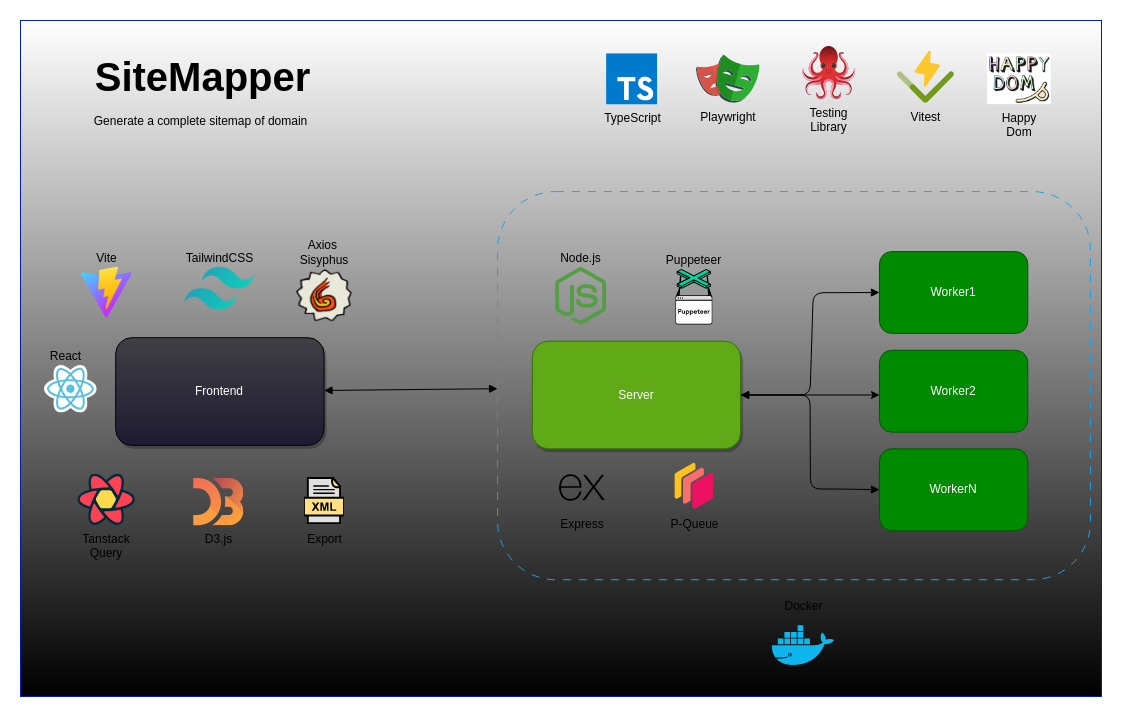 SiteMapper
Generate a complete sitemap of domain
TS
TypeScript
Playwright
Testing
Library
Vitest
HAPPY
DOM
Happy
Dom
Vite
TailwindCSS
Axios
Sisyphus
React
Frontend
Tanstack
Query
D3.js
XML
Export
Node.js
JS
Puppeteer
Puppeteer
Server
ex
Express
P-Queue
Worker1
Worker2
WorkerN
Docker